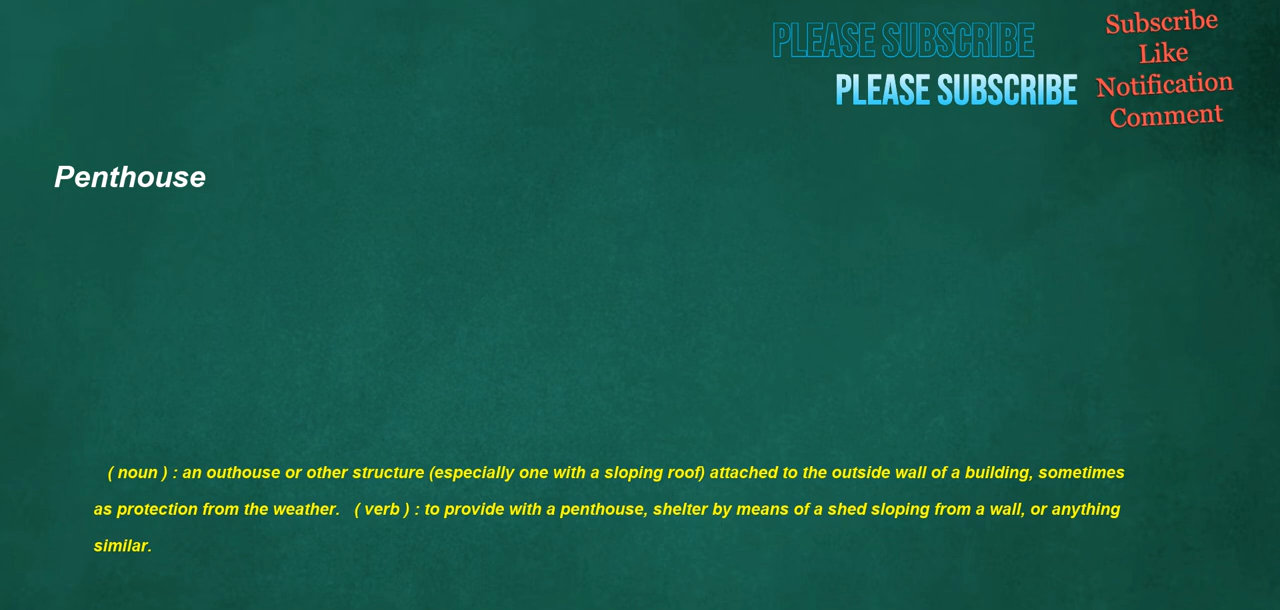 PLEASE SUBSCRIBE
PLEASE SUBSCRIBE
Subscribe
Like
Notification
Comment
Penthouse
( noun ) : an outhouse or other structure (especially one with a sloping roof) attached to the outside wall of a building, sometimes
as protection from the weather. ( verb ) : to provide with a penthouse, shelter by means of a shed sloping from a wall, or anything
similar.